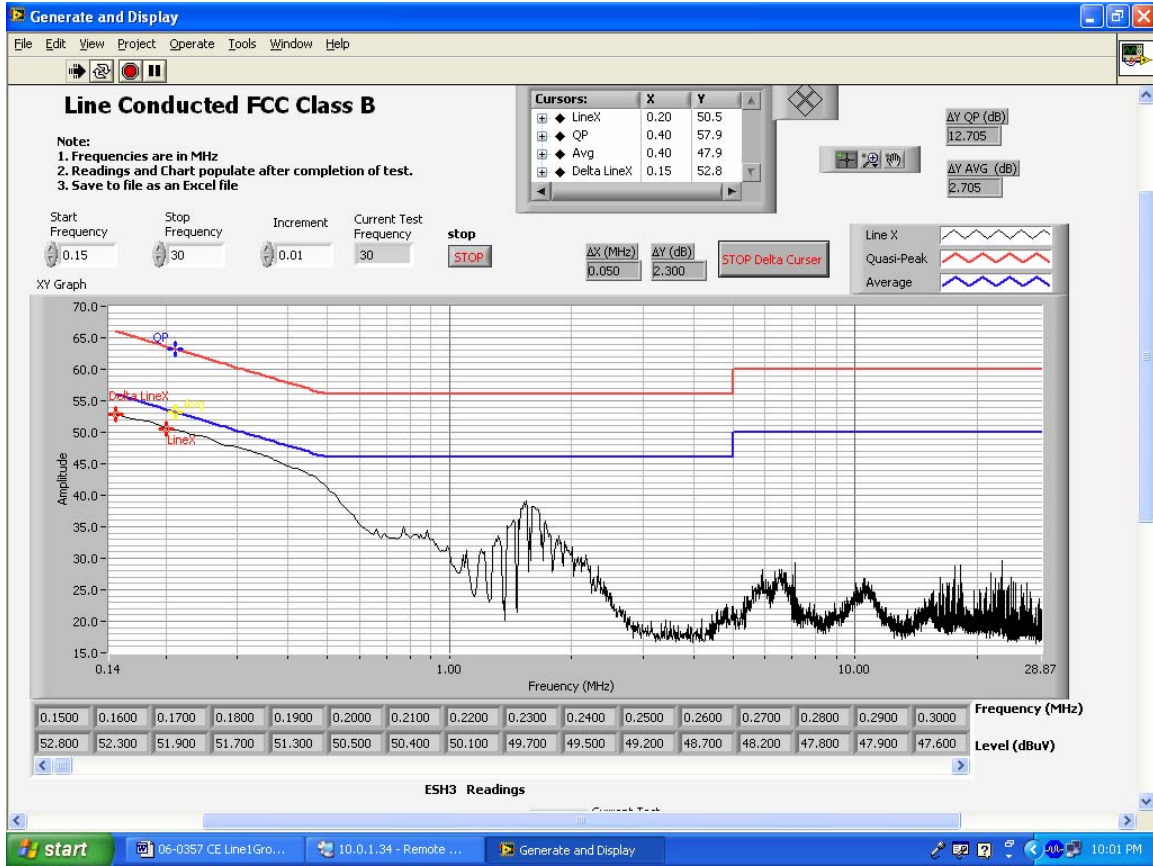 Generate and Display
File Edit View Project Operate Tools Window Help
Line Conducted FCC Class B
Note:
1. Frequencies are in MHz
2. Readings and Chart populate after completion of test.
3. Save to file as an Excel file
Cursors: X Y
LineX 0.20 50.5
QP 0.40 57.9
Avg 0.40 47.9
Delta LineX 0.15 52.8
ΔY QP (dB)
12.705
ΔY AVG (dB)
2.705
Start Frequency
0.15
Stop Frequency
30
Increment
0.01
Current Test Frequency
30
stop
STOP
ΔX (MHz)
0.050
ΔY (dB)
2.300
STOP Delta Curser
Line X
Quasi-Peak
Average
XY Graph
70.0
65.0
60.0
55.0
50.0
45.0
40.0
35.0
30.0
25.0
20.0
15.0
Amplitude
QP
Delta LineX
Avg
LineX
0.14 1.00 10.00 28.87
Freuency (MHz)
0.1500 0.1600 0.1700 0.1800 0.1900 0.2000 0.2100 0.2200 0.2300 0.2400 0.2500 0.2600 0.2700 0.2800 0.2900 0.3000 Frequency (MHz)
52.800 52.300 51.900 51.700 51.300 50.500 50.400 50.100 49.700 49.500 49.200 48.700 48.200 47.800 47.900 47.600 Level (dBuV)
ESH3 Readings
Current Test
start 06-0357 CE Line1Gro... 10.0.1.34 - Remote ... Generate and Display 10:01 PM